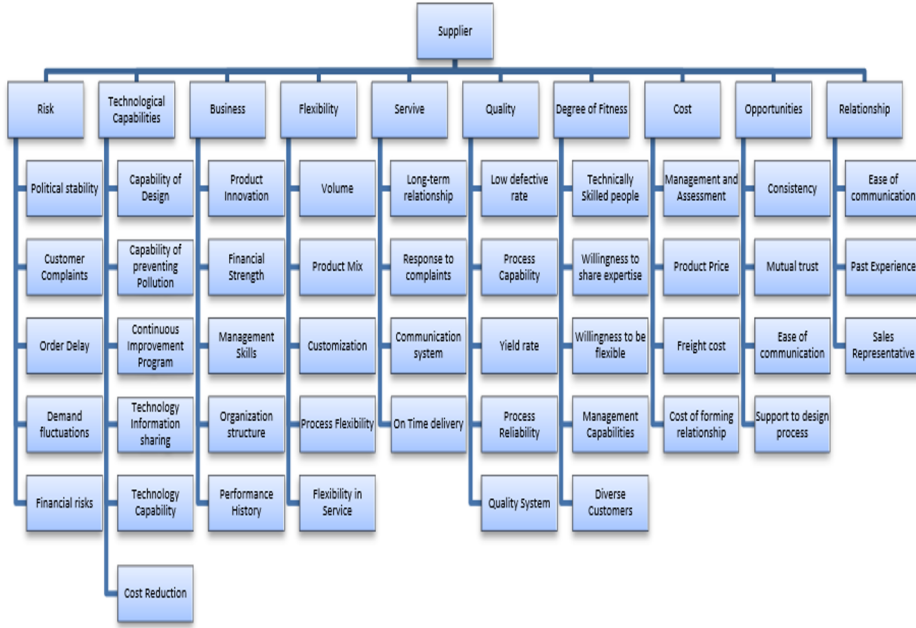 Supplier
Risk
Technological
Capabilities
Business
Flexibility
Servive
Quality
Degree of Fitness
Cost
Opportunities
Relationship
Political stability
Customer
Complaints
Order Delay
Demand
fluctuations
Financial risks
Capability of
Design
Capability of
preventing
Pollution
Continuous
Improvement
Program
Technology
Information
sharing
Technology
Capability
Cost Reduction
Product
Innovation
Financial
Strength
Management
Skills
Organization
structure
Performance
History
Volume
Product Mix
Customization
Process Flexibility
Flexibility in
Service
Long-term
relationship
Response to
complaints
Communication
system
On Time delivery
Low defective
rate
Process
Capability
Yield rate
Process
Reliability
Quality System
Technically
Skilled people
Willingness to
share expertise
Willingness to be
flexible
Management
Capabilities
Diverse
Customers
Management and
Assessment
Product Price
Freight cost
Cost of forming
relationship
Consistency
Mutual trust
Ease of
communication
Support to design
process
Ease of
communication
Past Experience
Sales
Representative